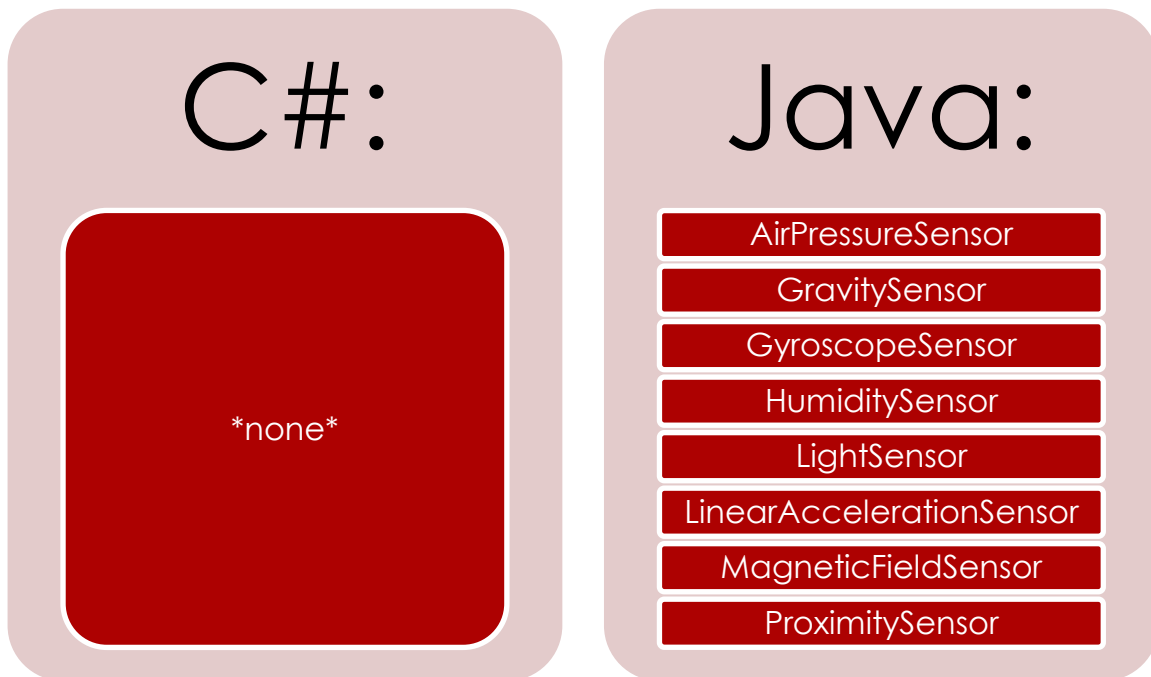 C#:
*none*
Java:
AirPressureSensor
GravitySensor
GyroscopeSensor
HumiditySensor
LightSensor
LinearAccelerationSensor
MagneticFieldSensor
ProximitySensor